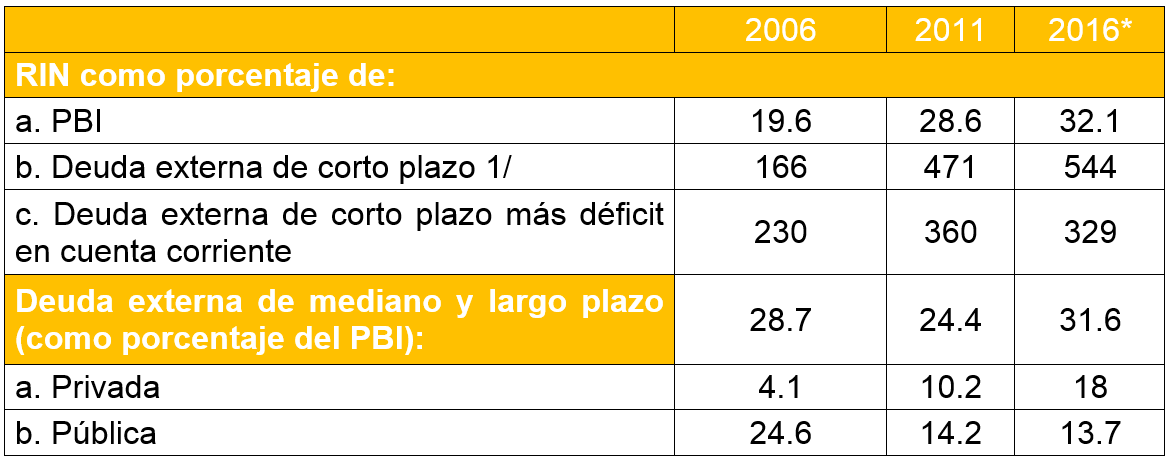 2006 2011 2016*
RIN como porcentaje de:
a. PBI 19.6 28.6 32.1
b. Deuda externa de corto plazo 1/ 166 471 544
c. Deuda externa de corto plazo más déficit
en cuenta corriente 230 360 329
Deuda externa de mediano y largo plazo
(como porcentaje del PBI): 28.7 24.4 31.6
a. Privada 4.1 10.2 18
b. Pública 24.6 14.2 13.7